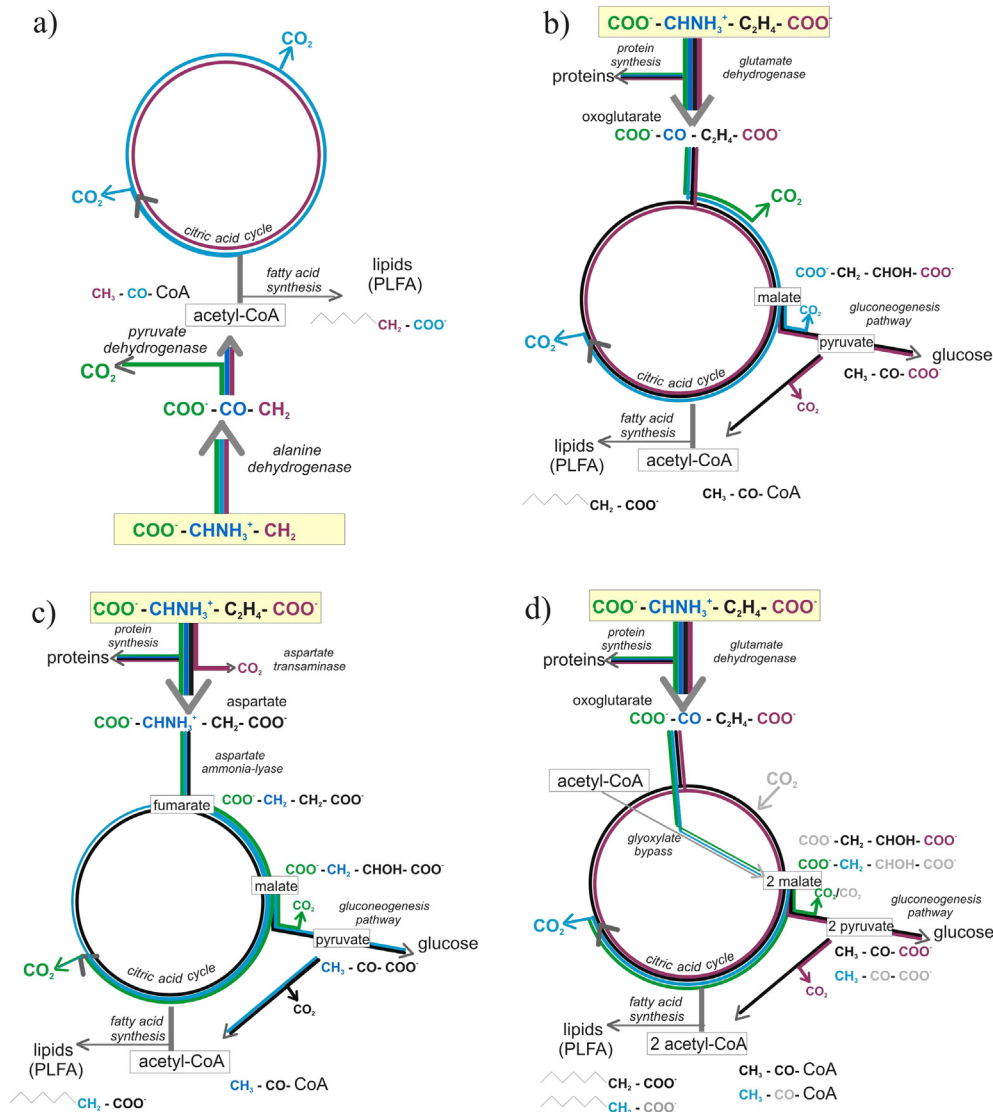 a)
CO₂
CO₂
citric acid cycle
CH₃ - CO- CoA
fatty acid
synthesis
lipids
(PLFA)
acetyl-CoA
CH₂ - COO⁻
pyruvate
dehydrogenase
CO₂
COO⁻-CO- CH₂
alanine
dehydrogenase
COO⁻-CHNH₃⁺-CH₂
b)
COO⁻-CHNH₃⁺-C₂H₄- COO⁻
protein
synthesis
glutamate
dehydrogenase
proteins
oxoglutarate
COO⁻-CO -C₂H₄- COO⁻
CO₂
COO⁻-CH₂ - CHOH- COO⁻
malate
CO₂
gluconeogenesis
pathway
CO₂
pyruvate
glucose
citric acid cycle
CH₃ - CO- COO⁻
CO₂
fatty acid
synthesis
lipids
(PLFA)
acetyl-CoA
CH₂ - COO⁻
CH₃ - CO- CoA
c)
COO⁻-CHNH₃⁺-C₂H₄- COO⁻
protein
synthesis
aspartate
transaminase
proteins
CO₂
aspartate
COO⁻-CHNH₃⁺ - CH₂- COO⁻
aspartate
ammonia-lyase
fumarate
COO⁻-CH₂ - CH₂- COO⁻
malate
COO⁻-CH₂ - CHOH- COO⁻
CO₂
gluconeogenesis
pathway
pyruvate
glucose
CO₂
citric acid cycle
CH₃ - CO- COO⁻
CO₂
fatty acid
synthesis
lipids
(PLFA)
acetyl-CoA
CH₂ - COO⁻
CH₃ - CO- CoA
d)
COO⁻-CHNH₃⁺-C₂H₄- COO⁻
protein
synthesis
glutamate
dehydrogenase
proteins
oxoglutarate
COO⁻-CO - C₂H₄- COO⁻
acetyl-CoA
CO₂
glyoxylate
bypass
COO⁻-CH₂ - CHOH- COO⁻
COO⁻-CH₂ - CHOH- COO⁻
2 malate
CO₂/CO₂
gluconeogenesis
pathway
CO₂
2 pyruvate
glucose
citric acid cycle
CH₃ - CO- COO⁻
CH₃ - CO- COO⁻
CO₂
fatty acid
synthesis
lipids
(PLFA)
2 acetyl-CoA
CH₂ - COO⁻
CH₃ - CO- CoA
CH₂ - COO⁻
CH₃ - CO- CoA